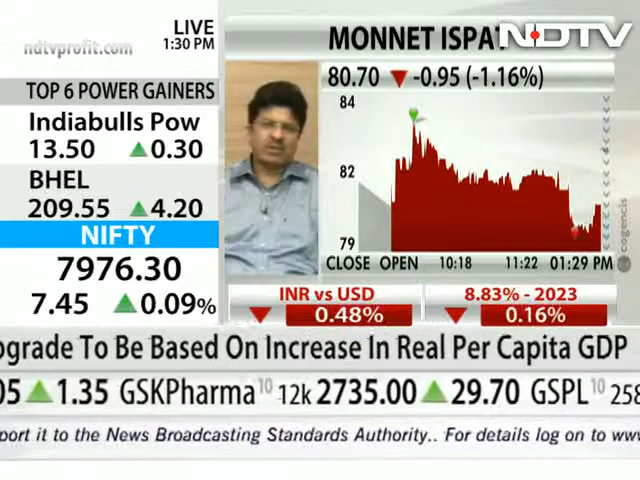 ndtvprofit.com
LIVE
1:30 PM
TOP 6 POWER GAINERS
Indiabulls Pow
13.50 ▲0.30
BHEL
209.55 ▲4.20
NIFTY
7976.30
7.45 ▲0.09%
MONNET ISPAT
NDTV
80.70 ▼ -0.95 (-1.16%)
84
82
79
CLOSE OPEN 10:18 11:22 01:29 PM
cogencis
INR vs USD
▼ 0.48%
8.83% - 2023
▼ 0.16%
grade To Be Based On Increase In Real Per Capita GDP
05 ▲1.35 GSKPharma 10 12k 2735.00 ▲29.70 GSPL 10 258
port it to the News Broadcasting Standards Authority.. For details log on to www